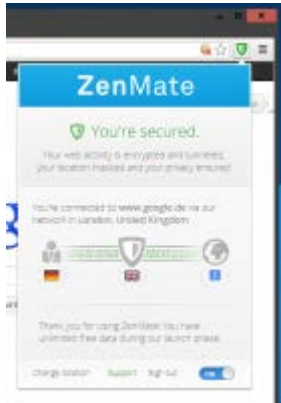 ZenMate
You're secured.
Your web activity is encrypted and tunneled,
your location masked and your privacy ensured
You're connected to www.google.de via our
network in London, United Kingdom
Thank you for using ZenMate! You have
unlimited free data during our launch phase.
change location Support Sign out ON